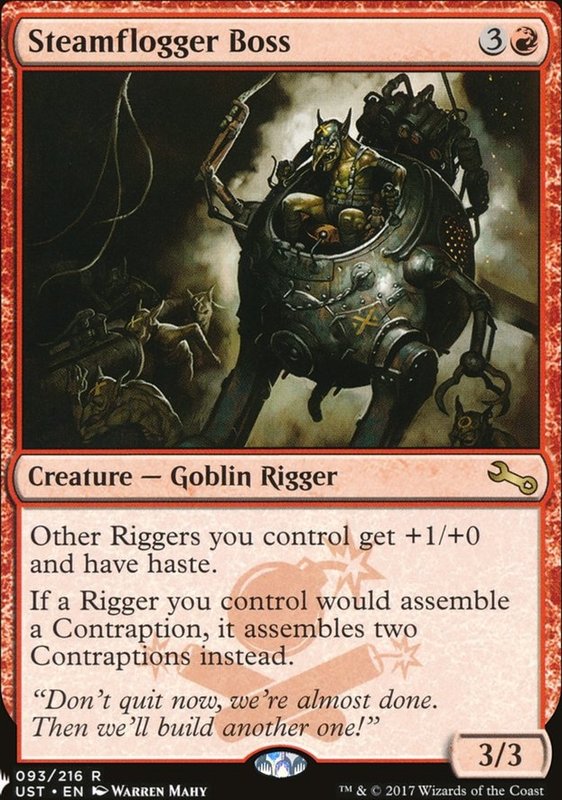 Steamflogger Boss 3
Creature — Goblin Rigger
Other Riggers you control get +1/+0
and have haste.
If a Rigger you control would assemble
a Contraption, it assembles two
Contraptions instead.
“Don’t quit now, we’re almost done.
Then we’ll build another one!”
3/3
093/216 R
UST • EN Warren Mahy
™ & © 2017 Wizards of the Coast